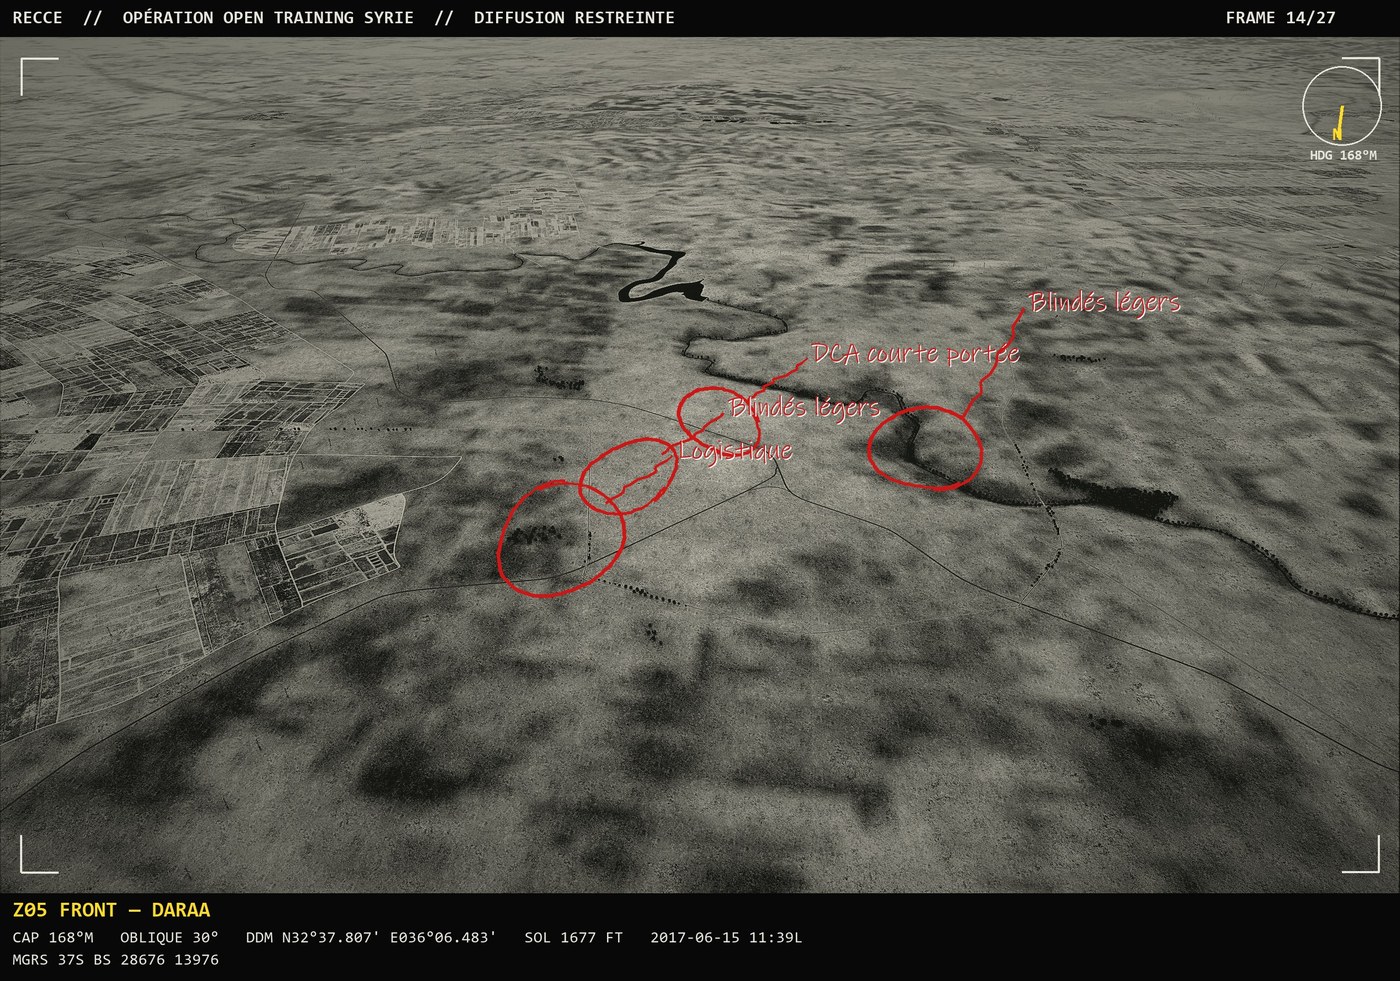 RECCE // OPÉRATION OPEN TRAINING SYRIE // DIFFUSION RESTREINTE
FRAME 14/27
N
HDG 168°M
Blindés légers
DCA courte portée
Blindés légers
Logistique
Z05 FRONT — DARAA
CAP 168°M OBLIQUE 30° DDM N32°37.807' E036°06.483' SOL 1677 FT 2017-06-15 11:39L
MGRS 37S BS 28676 13976